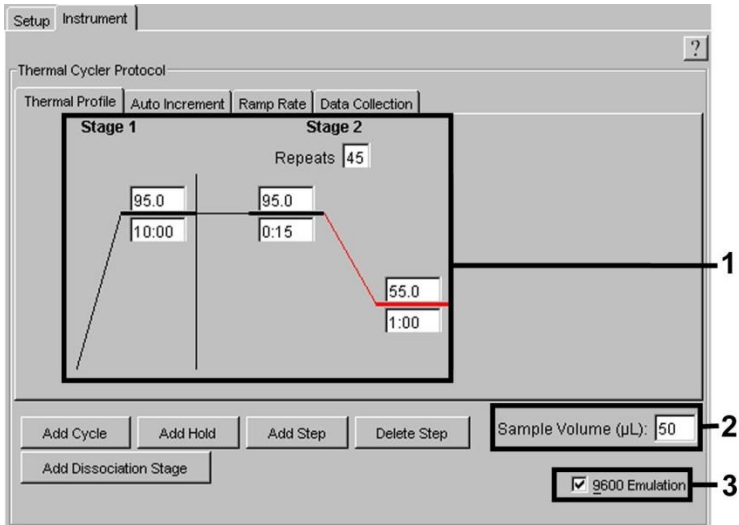 Setup Instrument
?
Thermal Cycler Protocol
Thermal Profile Auto Increment Ramp Rate Data Collection
Stage 1 Stage 2
Repeats 45
95.0 95.0
10:00 0:15
1
55.0
1:00
Add Cycle Add Hold Add Step Delete Step Sample Volume (µL): 50 2
Add Dissociation Stage
9600 Emulation 3